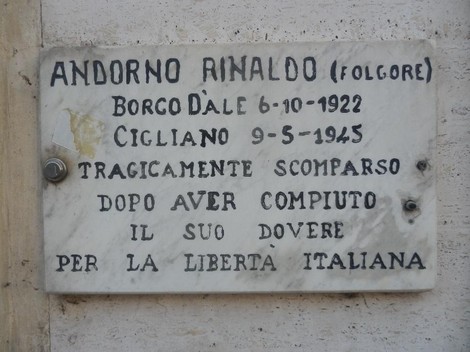 ANDORNO RINALDO (FOLGORE)
BORGO D'ALE 6-10-1922
CIGLIANO 9-5-1945
TRAGICAMENTE SCOMPARSO
DOPO AVER COMPIUTO
IL SUO DOVERE
PER LA LIBERTÀ ITALIANA